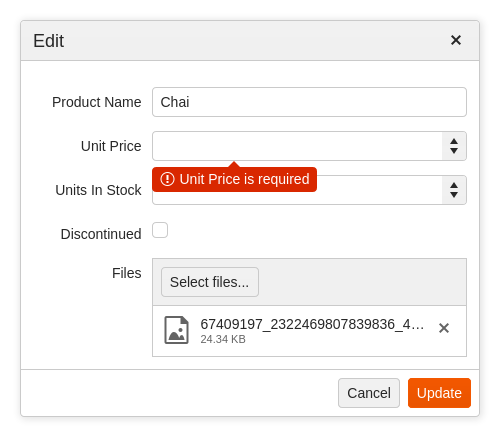 Edit
Product Name
Chai
Unit Price
Unit Price is required
Units In Stock
Discontinued
Files
Select files...
67409197_2322469807839836_4...
24.34 KB
Cancel
Update